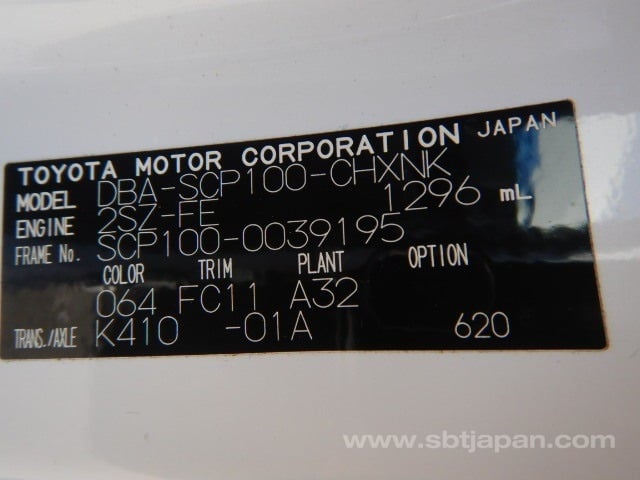 TOYOTA MOTOR CORPORATION JAPAN
MODEL DBA-SCP100-CHXNK
ENGINE 2SZ-FE 1296 mL
FRAME No. SCP100-0039195
COLOR TRIM PLANT OPTION
064 FC11 A32
TRANS./AXLE K410 -01A 620
www.sbtjapan.com